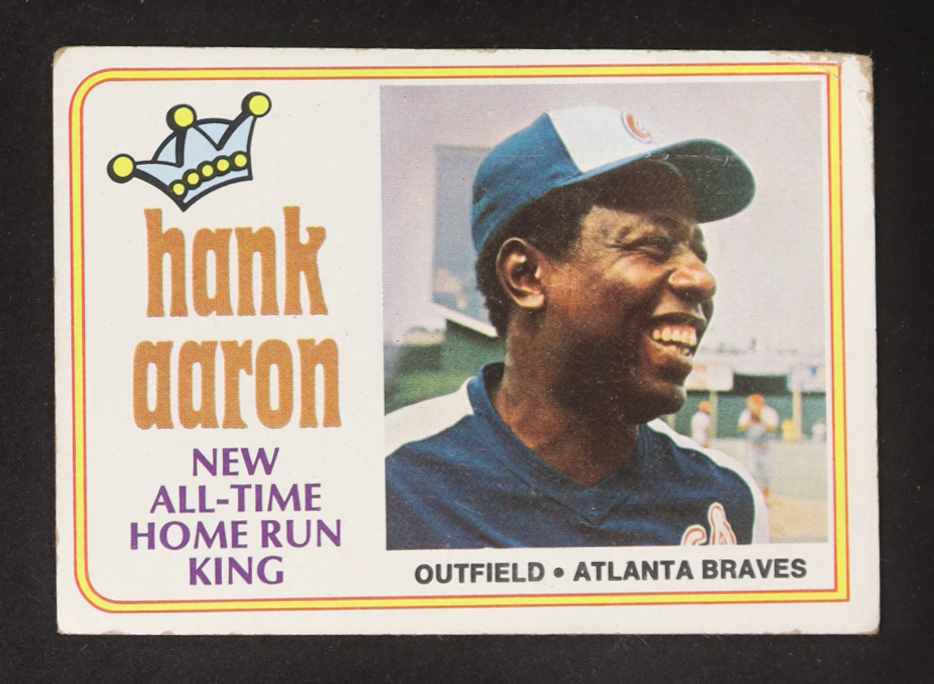 hank
aaron
NEW
ALL-TIME
HOME RUN
KING
OUTFIELD • ATLANTA BRAVES